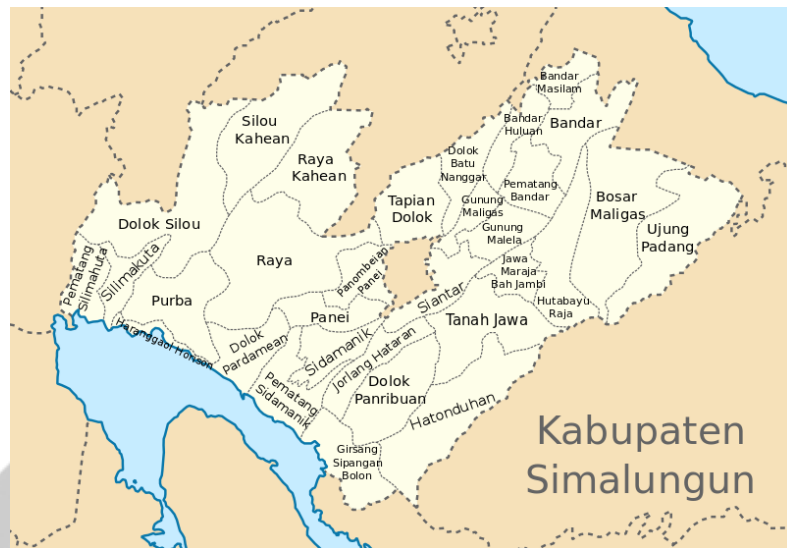 Bandar
Masilam
Silou
Kahean
Bandar
Huluan
Bandar
Raya
Kahean
Dolok
Batu
Nanggar
Pematang
Bandar
Bosar
Maligas
Tapian
Dolok
Gunung
Maligas
Ujung
Padang
Dolok Silou
Gunung
Malela
Pematang
Silimahuta
Silimakuta
Raya
Panombeian
Panei
Jawa
Maraja
Bah Jambi
Purba
Siantar
Hutabayu
Raja
Panei
Tanah Jawa
Haranggaol Horison
Dolok
Pardamean
Sidamanik
Jorlang Hataran
Pematang
Sidamanik
Dolok
Panribuan
Hatonduhan
Girsang
Sipangan
Bolon
Kabupaten
Simalungun